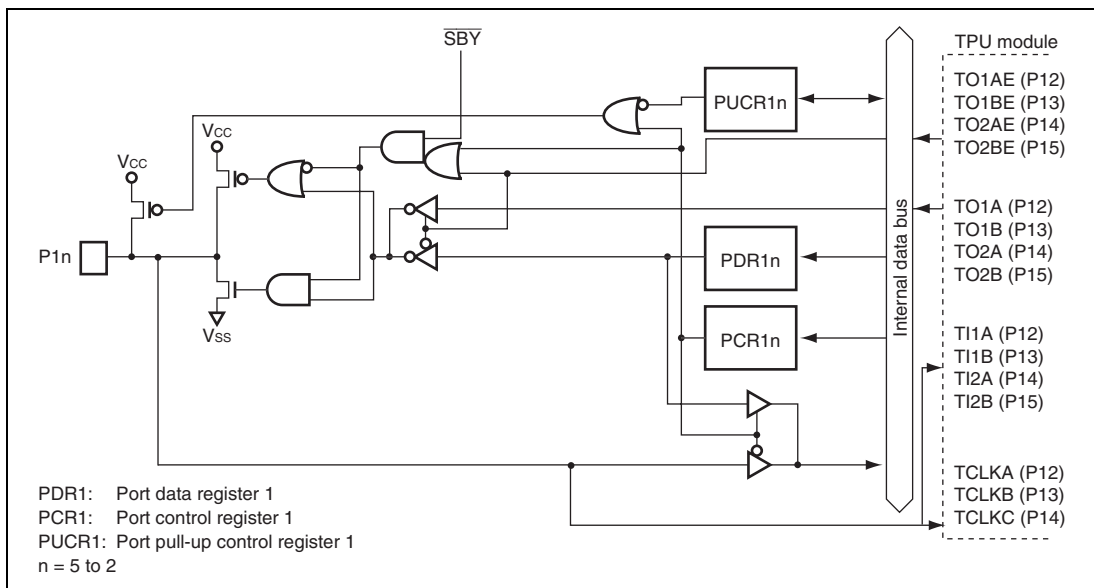 SBY
TPU module
TO1AE (P12)
TO1BE (P13)
TO2AE (P14)
TO2BE (P15)
PUCR1n
VCC
VCC
TO1A (P12)
TO1B (P13)
TO2A (P14)
TO2B (P15)
P1n
PDR1n
Internal data bus
VSS
PCR1n
TI1A (P12)
TI1B (P13)
TI2A (P14)
TI2B (P15)
TCLKA (P12)
TCLKB (P13)
TCLKC (P14)
PDR1: Port data register 1
PCR1: Port control register 1
PUCR1: Port pull-up control register 1
n = 5 to 2